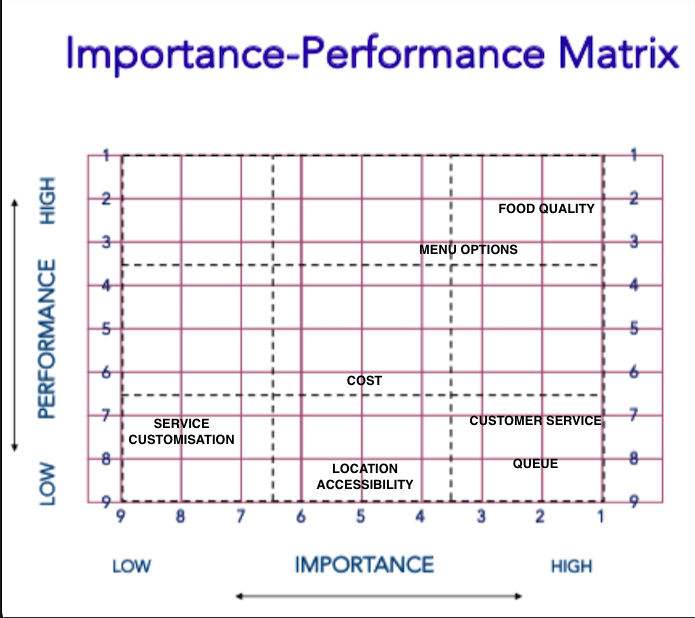 Importance-Performance Matrix
HIGH
PERFORMANCE
LOW
1 1
2 2
FOOD QUALITY
3 3
MENU OPTIONS
4 4
5 5
6 6
COST
7 7
SERVICE
CUSTOMISATION
CUSTOMER SERVICE
8 8
QUEUE
LOCATION
ACCESSIBILITY
9 9
9 8 7 6 5 4 3 2 1
LOW IMPORTANCE HIGH